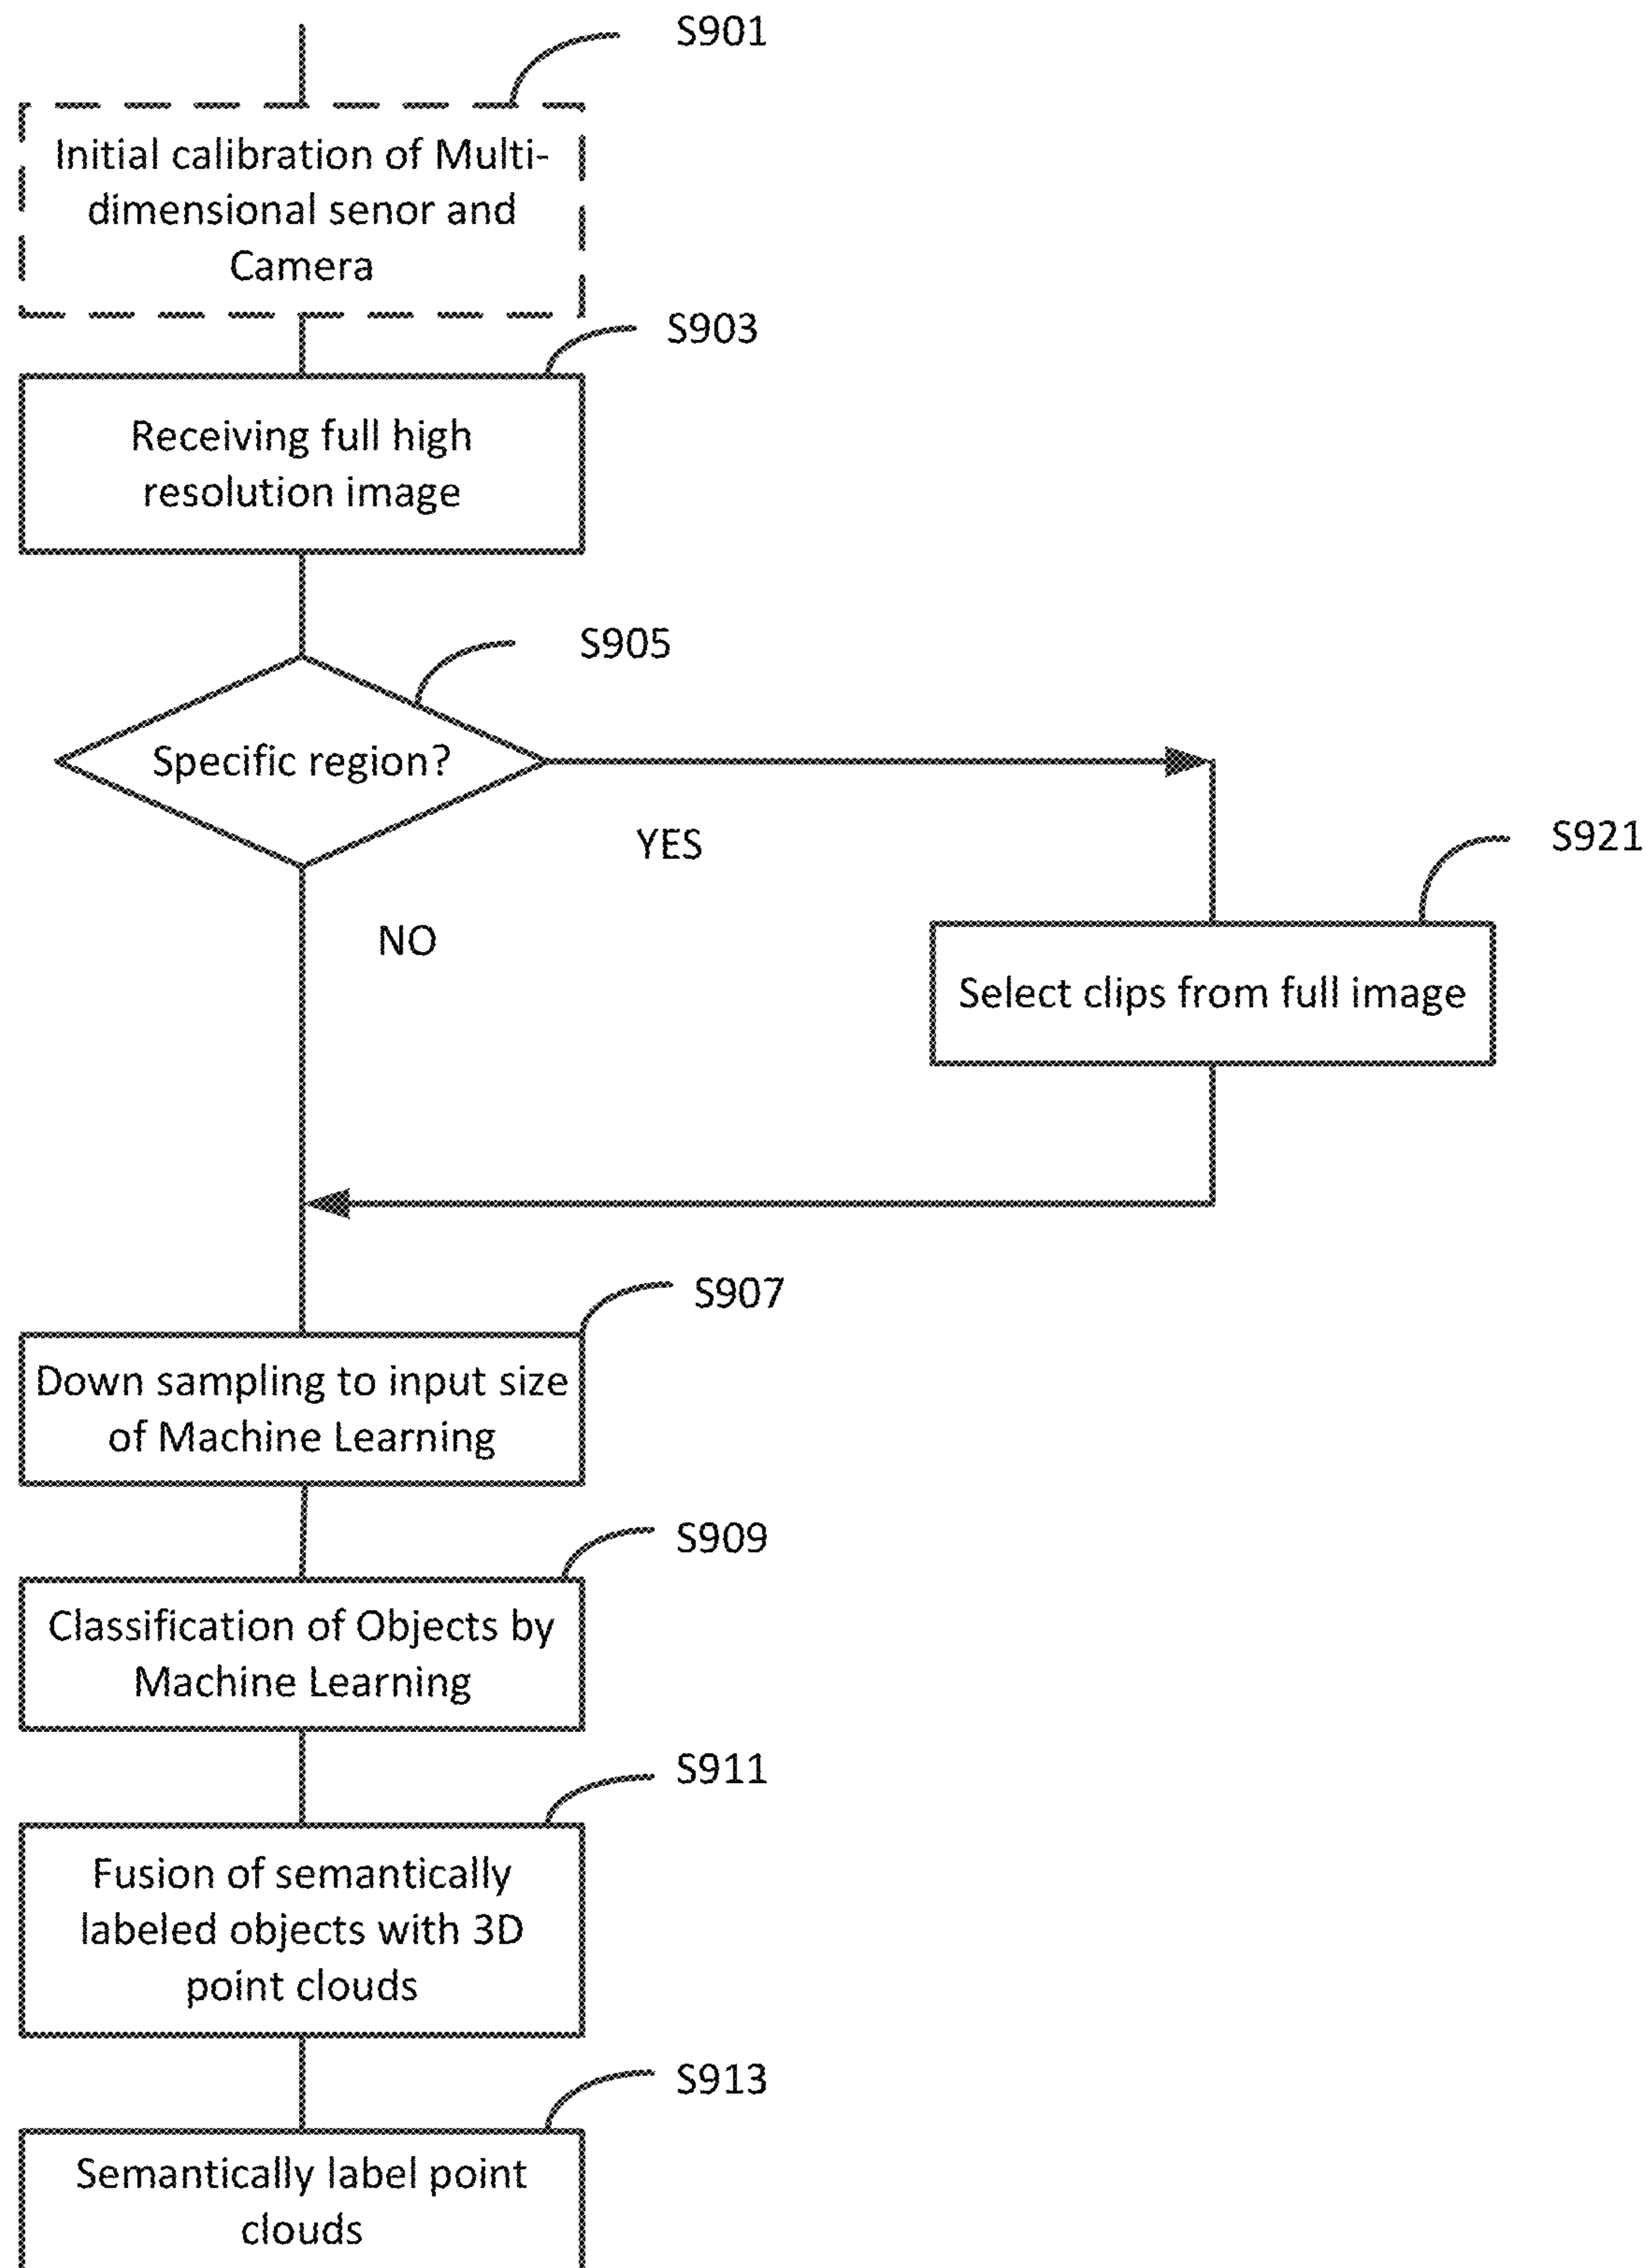 S901
Initial calibration of Multi-
dimensional senor and
Camera
S903
Receiving full high
resolution image
S905
Specific region?
YES
S921
NO
Select clips from full image
S907
Down sampling to input size
of Machine Learning
S909
Classification of Objects by
Machine Learning
S911
Fusion of semantically
labeled objects with 3D
point clouds
S913
Semantically label point
clouds